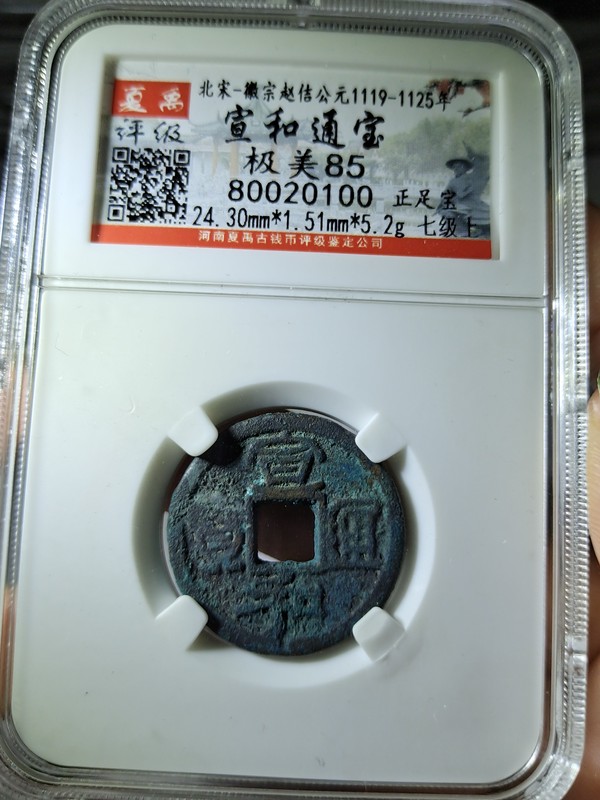 夏禹
评级
北宋-徽宗赵佶公元1119-1125年
宣和通宝
极美85
80020100 正足宝
24.30mm*1.51mm*5.2g 七级上
河南夏禹古钱币评级鉴定公司
宣和通寳